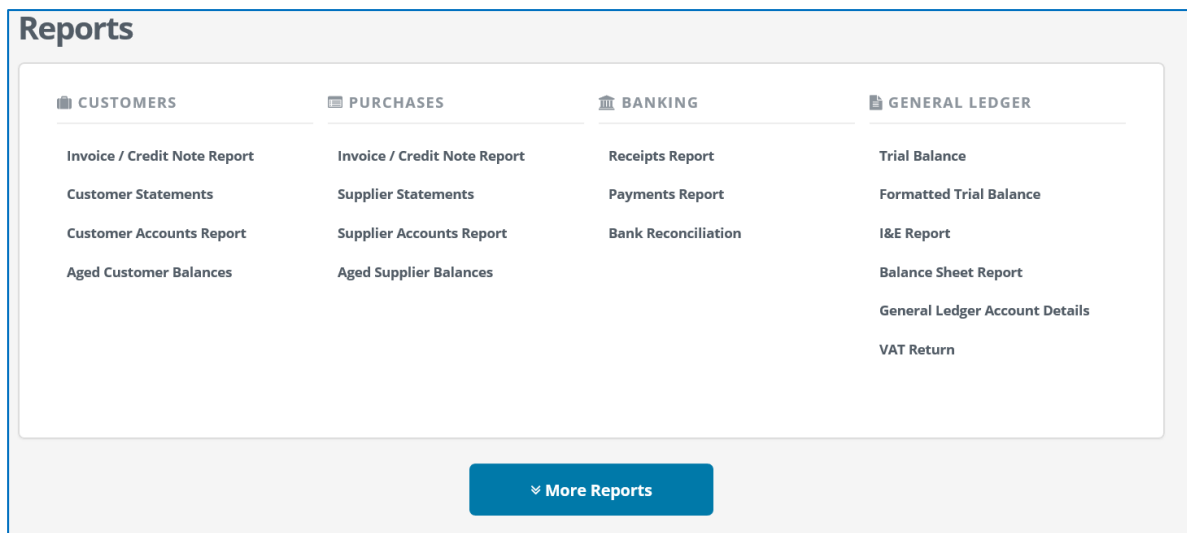 Reports
CUSTOMERS
Invoice / Credit Note Report
Customer Statements
Customer Accounts Report
Aged Customer Balances
PURCHASES
Invoice / Credit Note Report
Supplier Statements
Supplier Accounts Report
Aged Supplier Balances
BANKING
Receipts Report
Payments Report
Bank Reconciliation
GENERAL LEDGER
Trial Balance
Formatted Trial Balance
I&E Report
Balance Sheet Report
General Ledger Account Details
VAT Return
More Reports